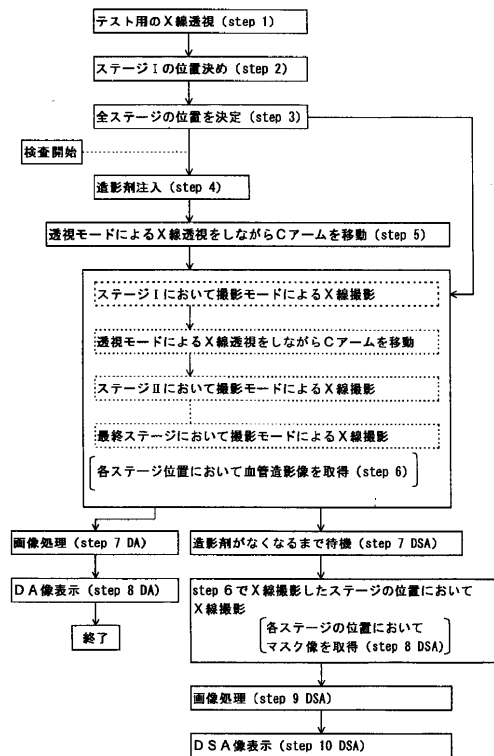 テスト用のX線透視 (step 1)
ステージⅠの位置決め (step 2)
全ステージの位置を決定 (step 3)
検査開始
造影剤注入 (step 4)
透視モードによるX線透視をしながらCアームを移動 (step 5)
ステージⅠにおいて撮影モードによるX線撮影
透視モードによるX線透視をしながらCアームを移動
ステージⅡにおいて撮影モードによるX線撮影
最終ステージにおいて撮影モードによるX線撮影
各ステージ位置において血管造影像を取得 (step 6)
画像処理 (step 7 DA)
DA像表示 (step 8 DA)
終了
造影剤がなくなるまで待機 (step 7 DSA)
step 6でX線撮影したステージの位置において
X線撮影
各ステージの位置において
マスク像を取得 (step 8 DSA)
画像処理 (step 9 DSA)
DSA像表示 (step 10 DSA)